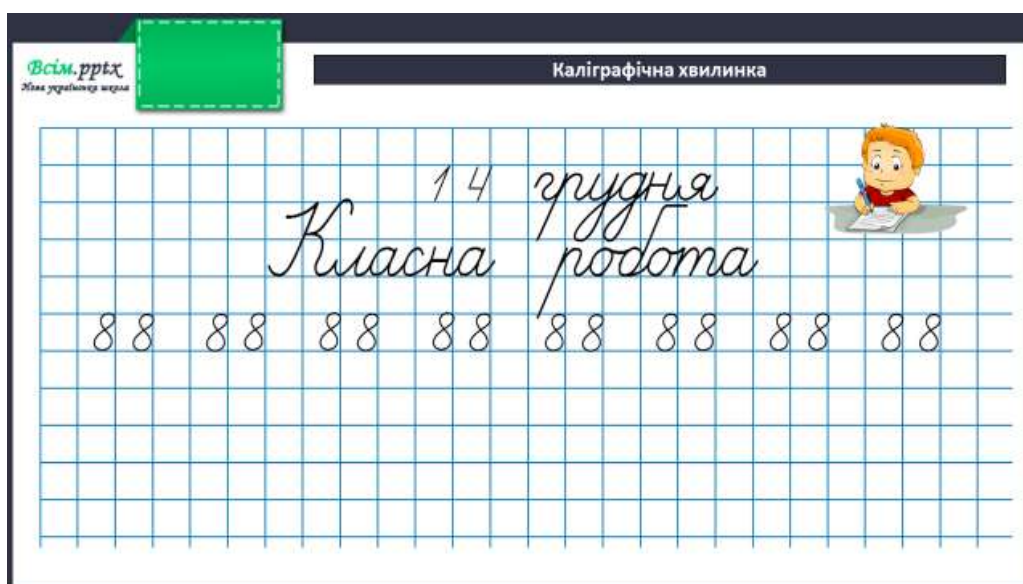 Всім.pptx
Нова українська школа
Каліграфічна хвилинка
14 грудня
Класна робота
88 88 88 88 88 88 88 88